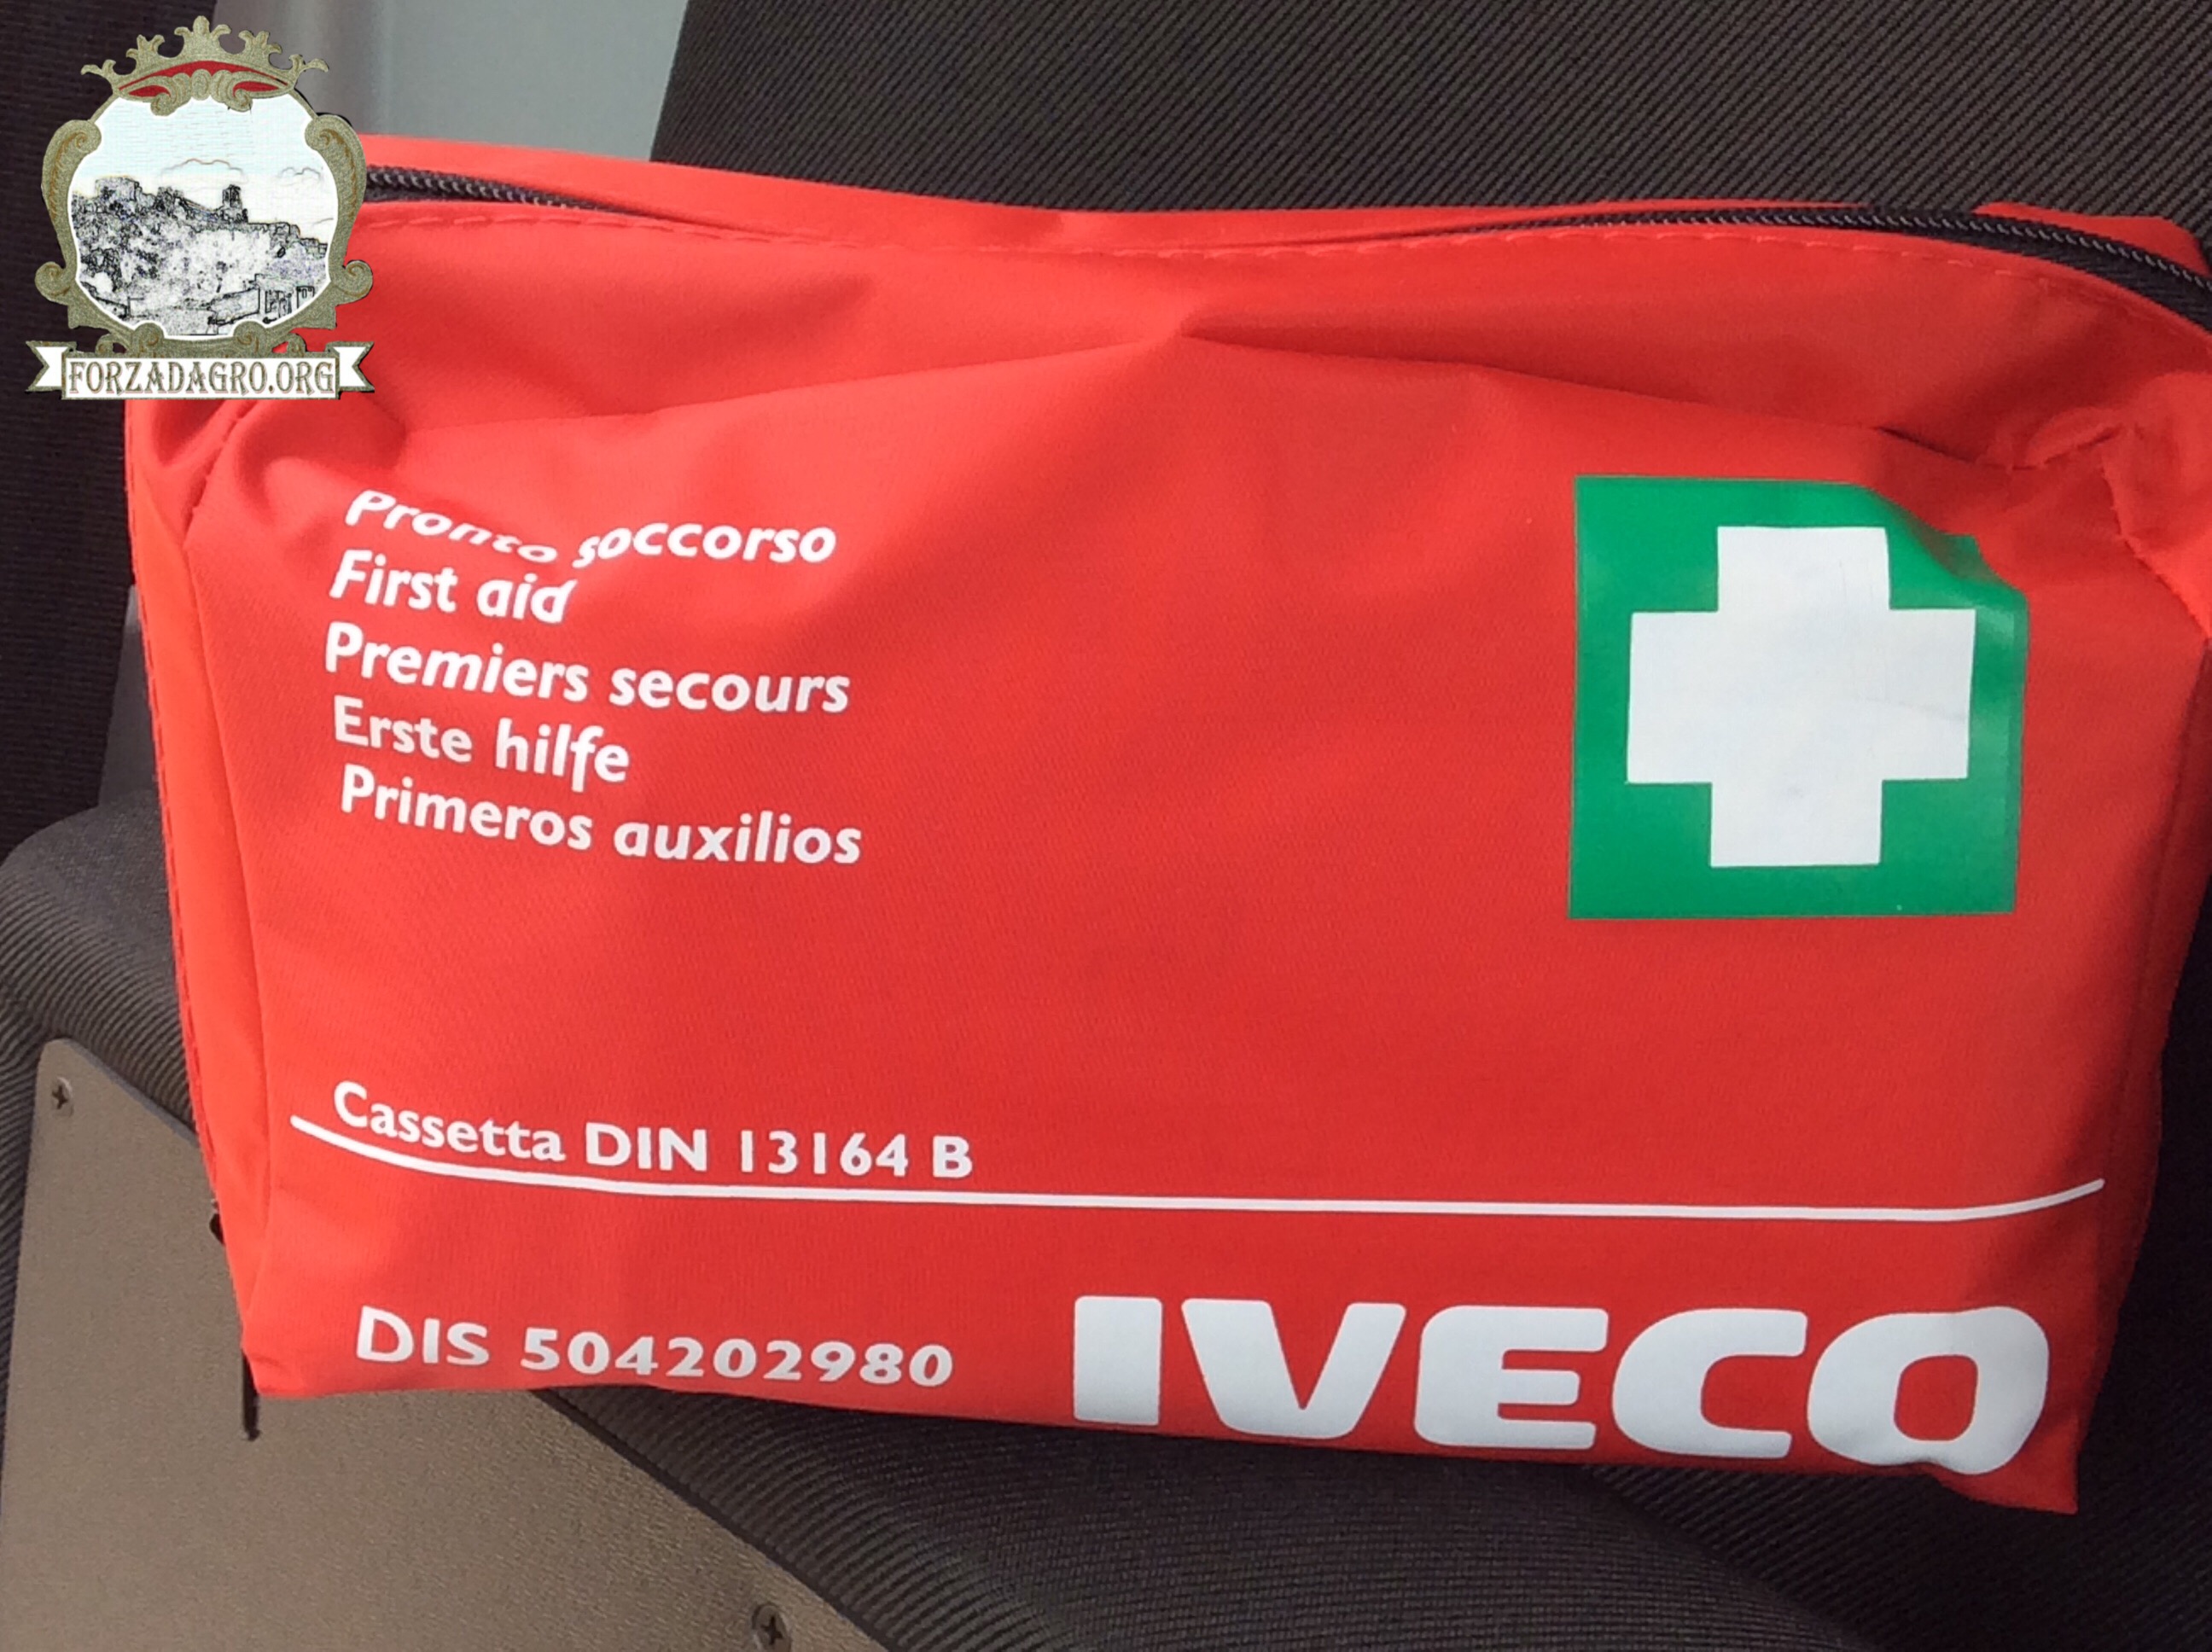 FORZADAGRO.ORG
Pronto soccorso
First aid
Premiers secours
Erste hilfe
Primeros auxilios
Cassetta DIN 13164 B
DIS 504202980
IVECO